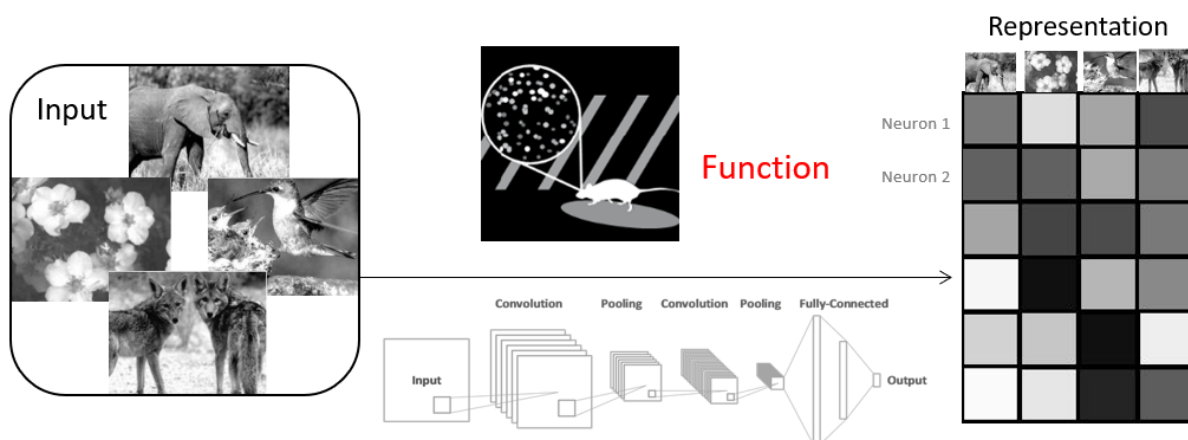 Representation
Input
Neuron 1
Neuron 2
Function
Convolution
Pooling
Convolution
Pooling
Fully-Connected
Input
Output